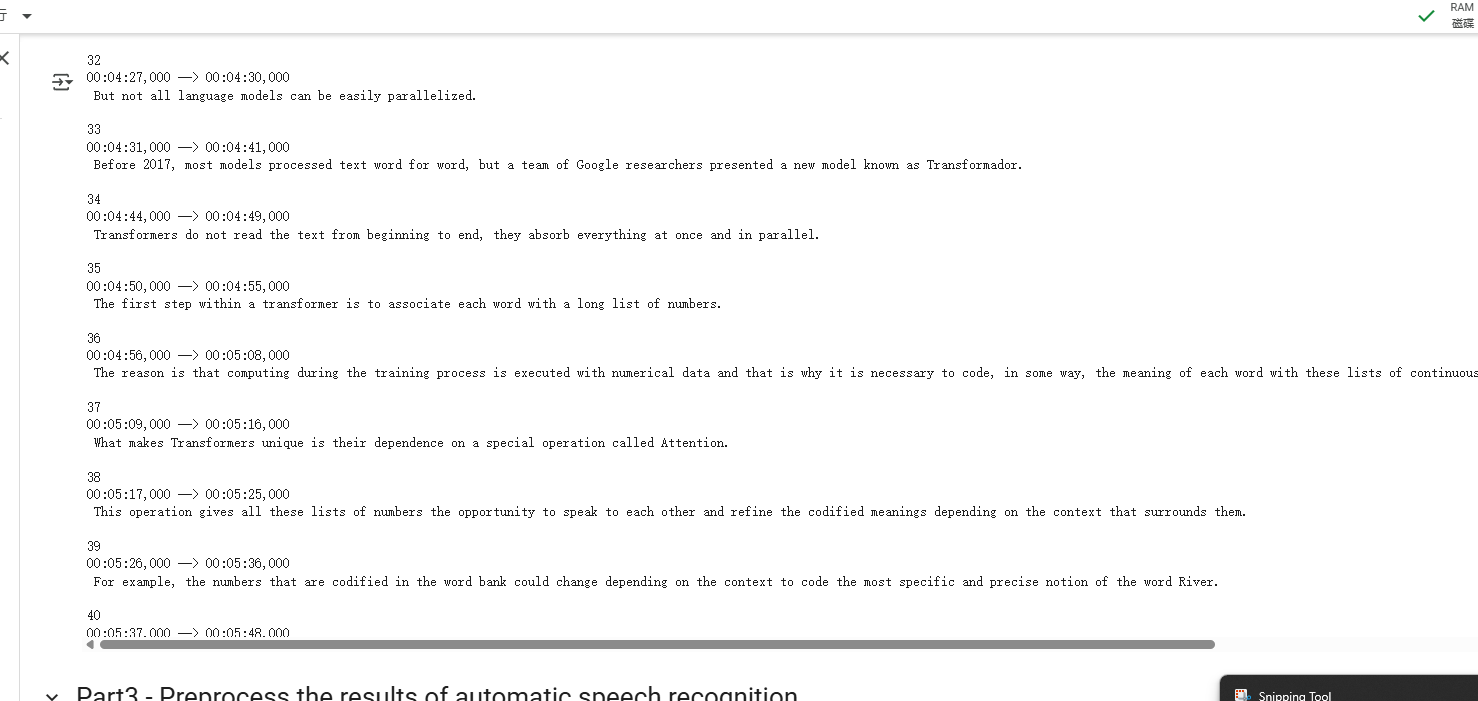 行
RAM
磁碟
32
00:04:27,000 --> 00:04:30,000
But not all language models can be easily parallelized.
33
00:04:31,000 --> 00:04:41,000
Before 2017, most models processed text word for word, but a team of Google researchers presented a new model known as Transformador.
34
00:04:44,000 --> 00:04:49,000
Transformers do not read the text from beginning to end, they absorb everything at once and in parallel.
35
00:04:50,000 --> 00:04:55,000
The first step within a transformer is to associate each word with a long list of numbers.
36
00:04:56,000 --> 00:05:08,000
The reason is that computing during the training process is executed with numerical data and that is why it is necessary to code, in some way, the meaning of each word with these lists of continuous
37
00:05:09,000 --> 00:05:16,000
What makes Transformers unique is their dependence on a special operation called Attention.
38
00:05:17,000 --> 00:05:25,000
This operation gives all these lists of numbers the opportunity to speak to each other and refine the codified meanings depending on the context that surrounds them.
39
00:05:26,000 --> 00:05:36,000
For example, the numbers that are codified in the word bank could change depending on the context to code the most specific and precise notion of the word River.
40
00:05:37,000 --> 00:05:48,000
Part3 - Preprocess the results of automatic speech recognition
Snipping Tool